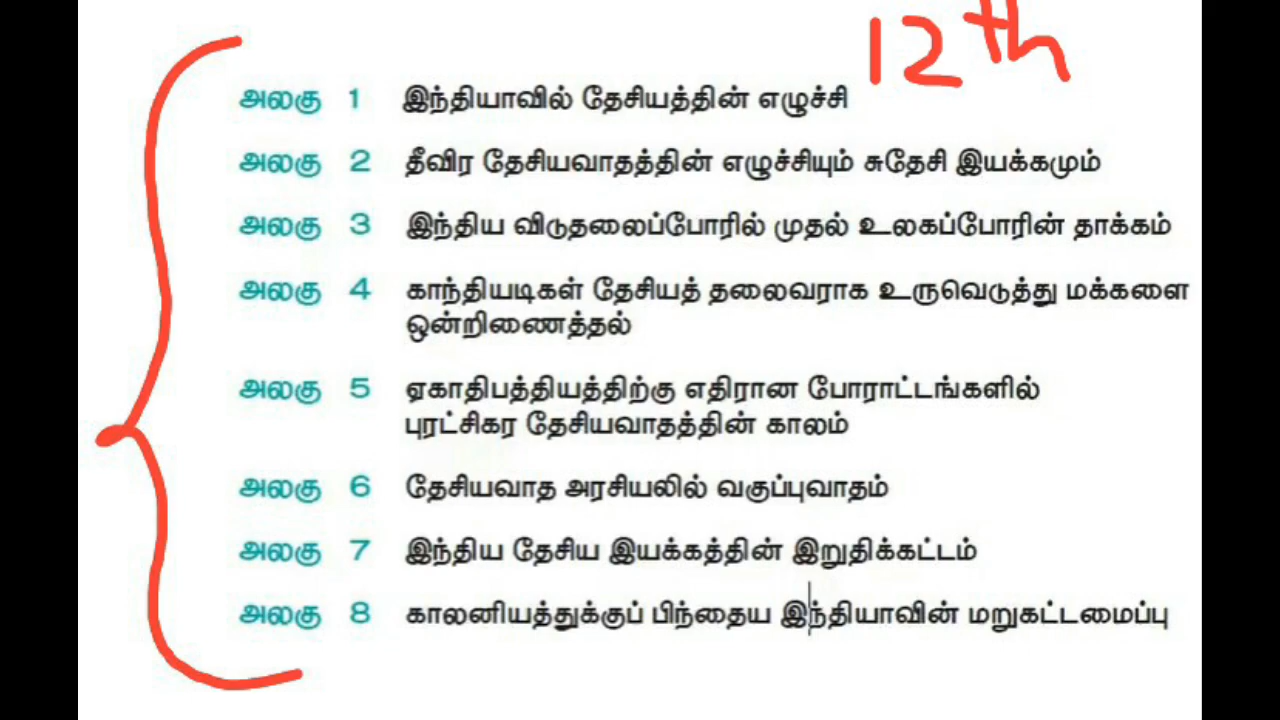 12th
அலகு 1 இந்தியாவில் தேசியத்தின் எழுச்சி
அலகு 2 தீவிர தேசியவாதத்தின் எழுச்சியும் சுதேசி இயக்கமும்
அலகு 3 இந்திய விடுதலைப்போரில் முதல் உலகப்போரின் தாக்கம்
அலகு 4 காந்தியடிகள் தேசியத் தலைவராக உருவெடுத்து மக்களை
ஒன்றிணைத்தல்
அலகு 5 ஏகாதிபத்தியத்திற்கு எதிரான போராட்டங்களில்
புரட்சிகர தேசியவாதத்தின் காலம்
அலகு 6 தேசியவாத அரசியலில் வகுப்புவாதம்
அலகு 7 இந்திய தேசிய இயக்கத்தின் இறுதிக்கட்டம்
அலகு 8 காலனியத்துக்குப் பிந்தைய இந்தியாவின் மறுகட்டமைப்பு